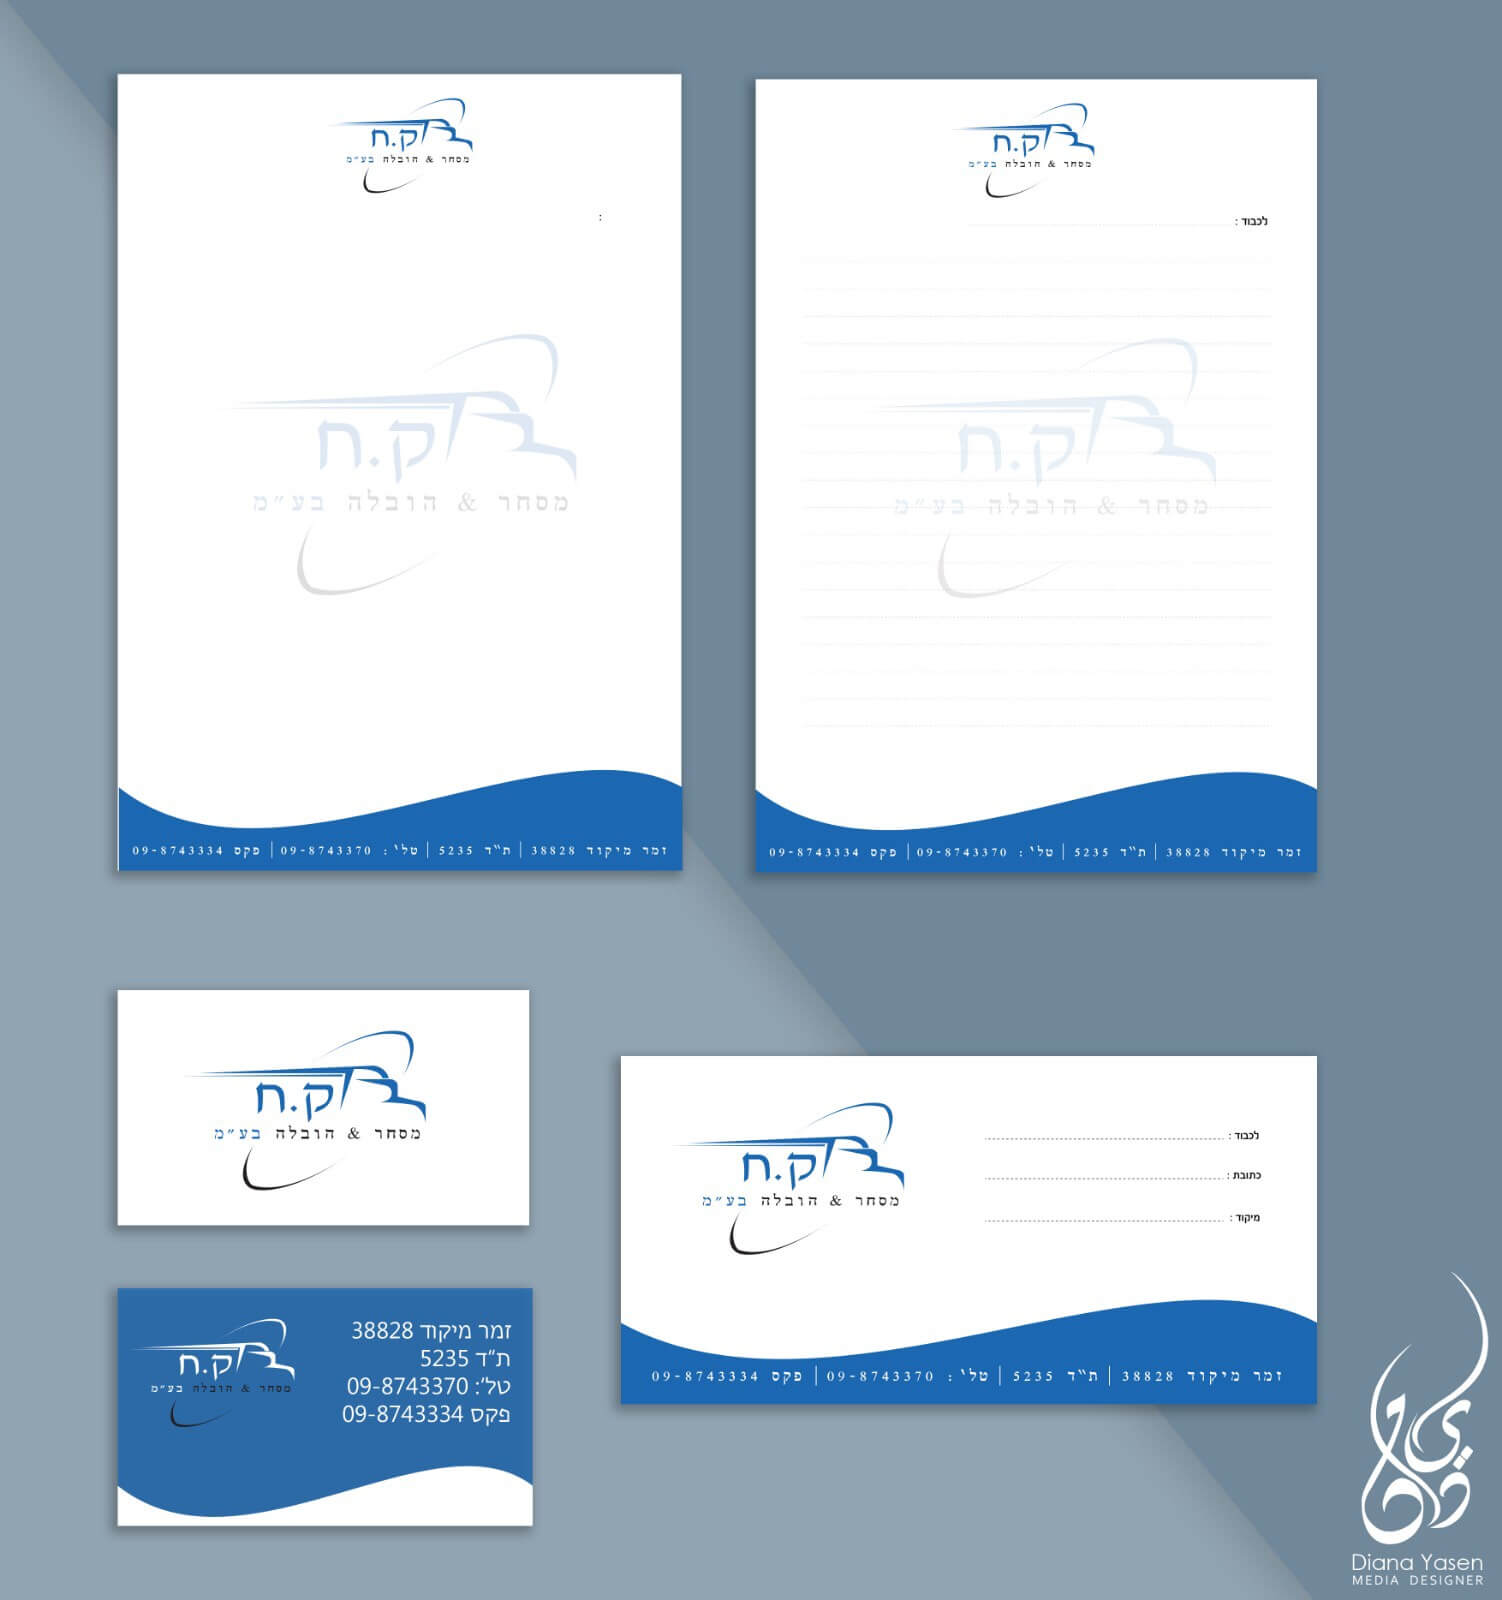 ק.ח
מסחר & הובלה בע״מ
:
ק.ח
מסחר & הובלה בע״מ
זמר מיקוד 38828 | ת״ד 5235 | טל': 09-8743370 | פקס 09-8743334
ק.ח
מסחר & הובלה בע״מ
לכבוד :
ק.ח
מסחר & הובלה בע״מ
זמר מיקוד 38828 | ת״ד 5235 | טל': 09-8743370 | פקס 09-8743334
ק.ח
מסחר & הובלה בע״מ
ק.ח
מסחר & הובלה בע״מ
לכבוד :
כתובת :
מיקוד :
זמר מיקוד 38828 | ת״ד 5235 | טל': 09-8743370 | פקס 09-8743334
ק.ח
מסחר & הובלה בע״מ
זמר מיקוד 38828
ת״ד 5235
טל': 09-8743370
פקס 09-8743334
Diana Yasen
MEDIA DESIGNER